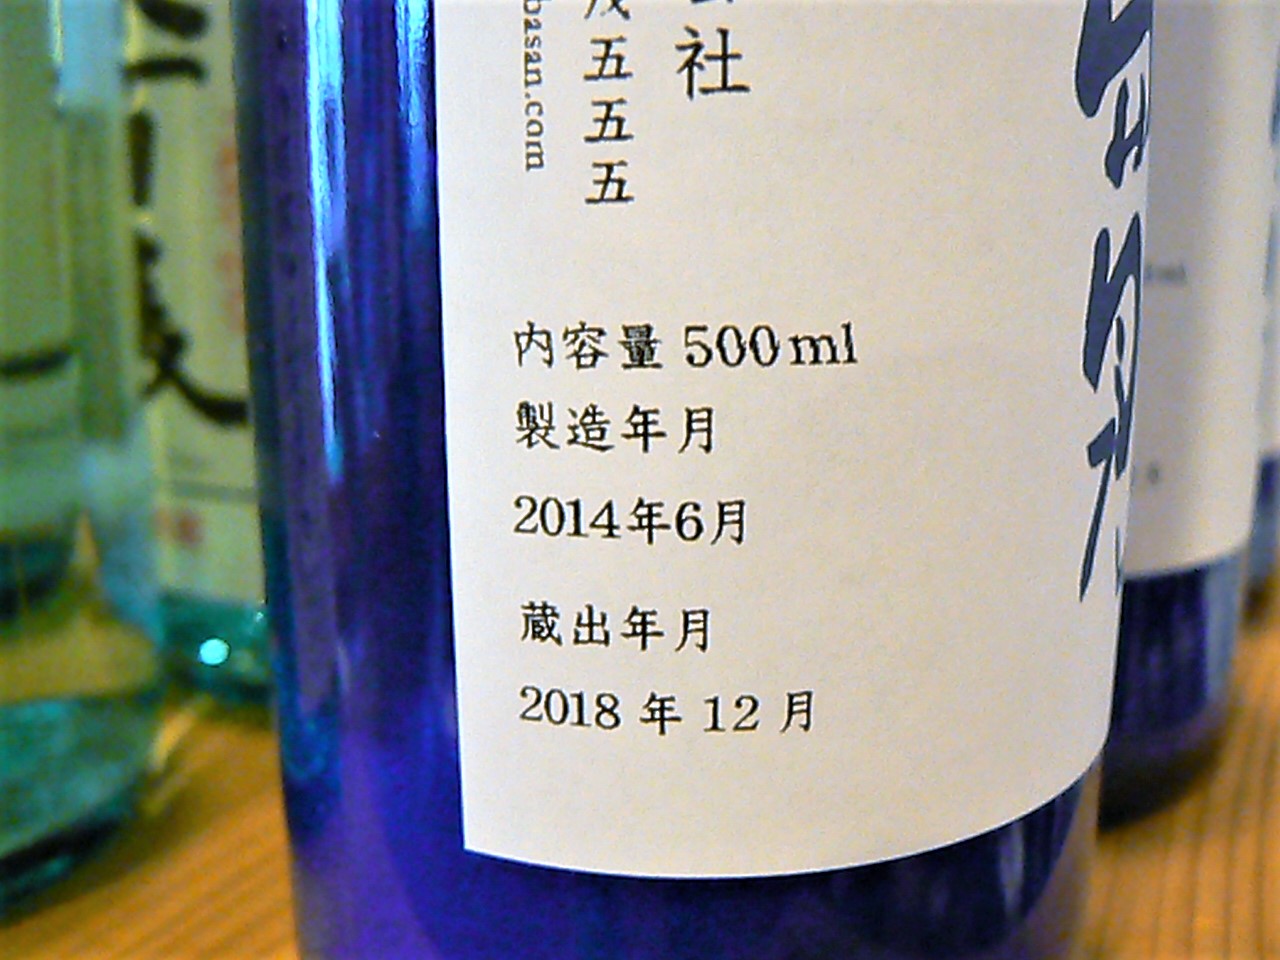 社
五五五
basan.com
内容量 500ml
製造年月
2014年6月
蔵出年月
2018 年 12 月